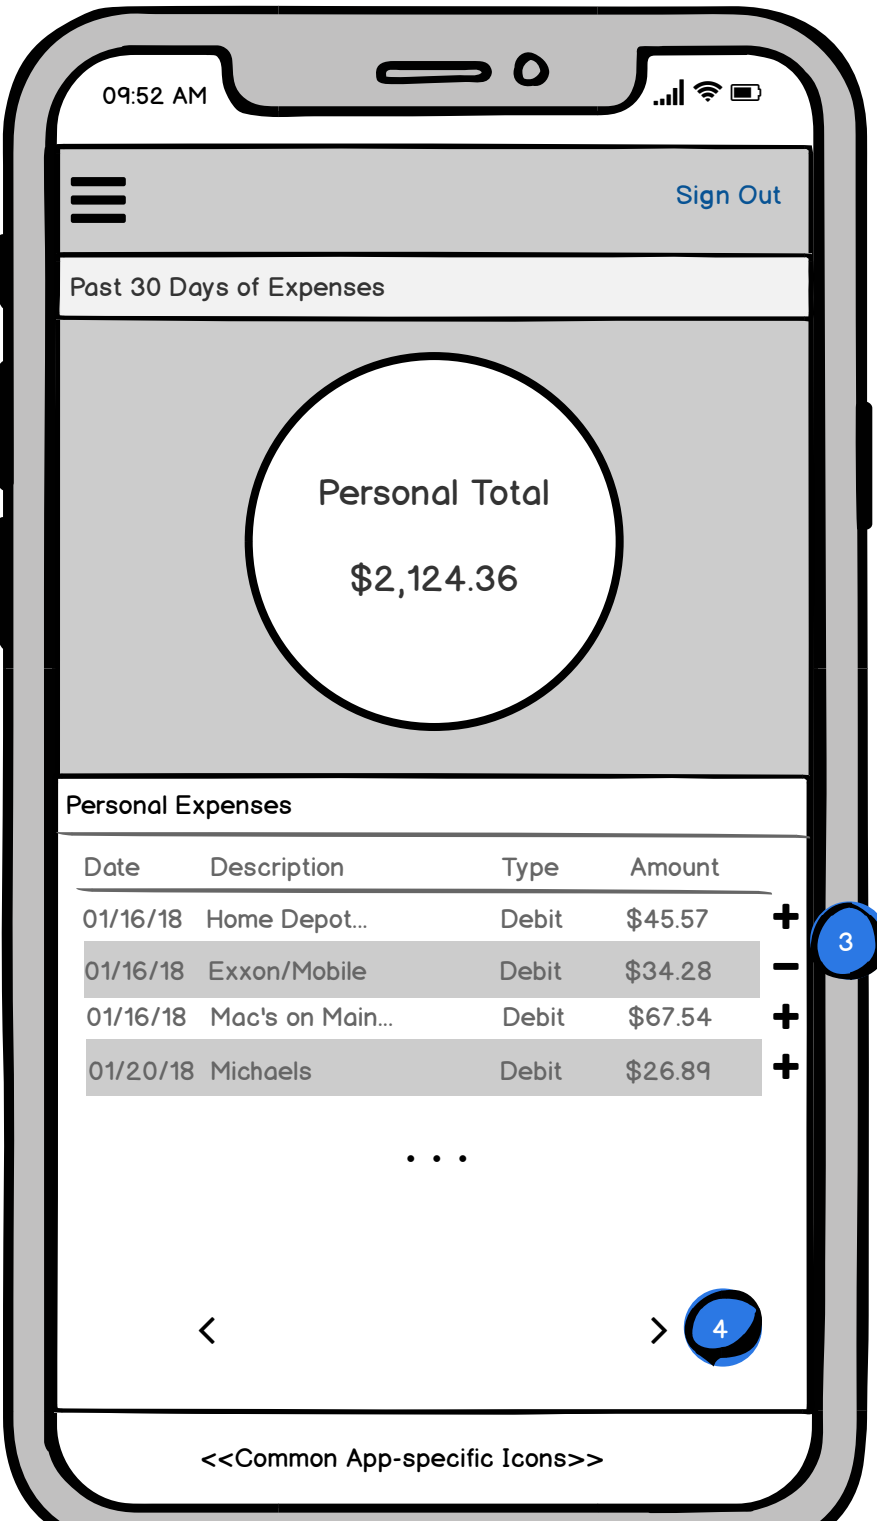 09:52 AM
Sign Out
Past 30 Days of Expenses
Personal Total
$2,124.36
Personal Expenses
Date Description Type Amount
01/16/18 Home Depot... Debit $45.57 +
3
01/16/18 Exxon/Mobile Debit $34.28 −
01/16/18 Mac's on Main... Debit $67.54 +
01/20/18 Michaels Debit $26.89 +
. . .
< > 4
<<Common App-specific Icons>>